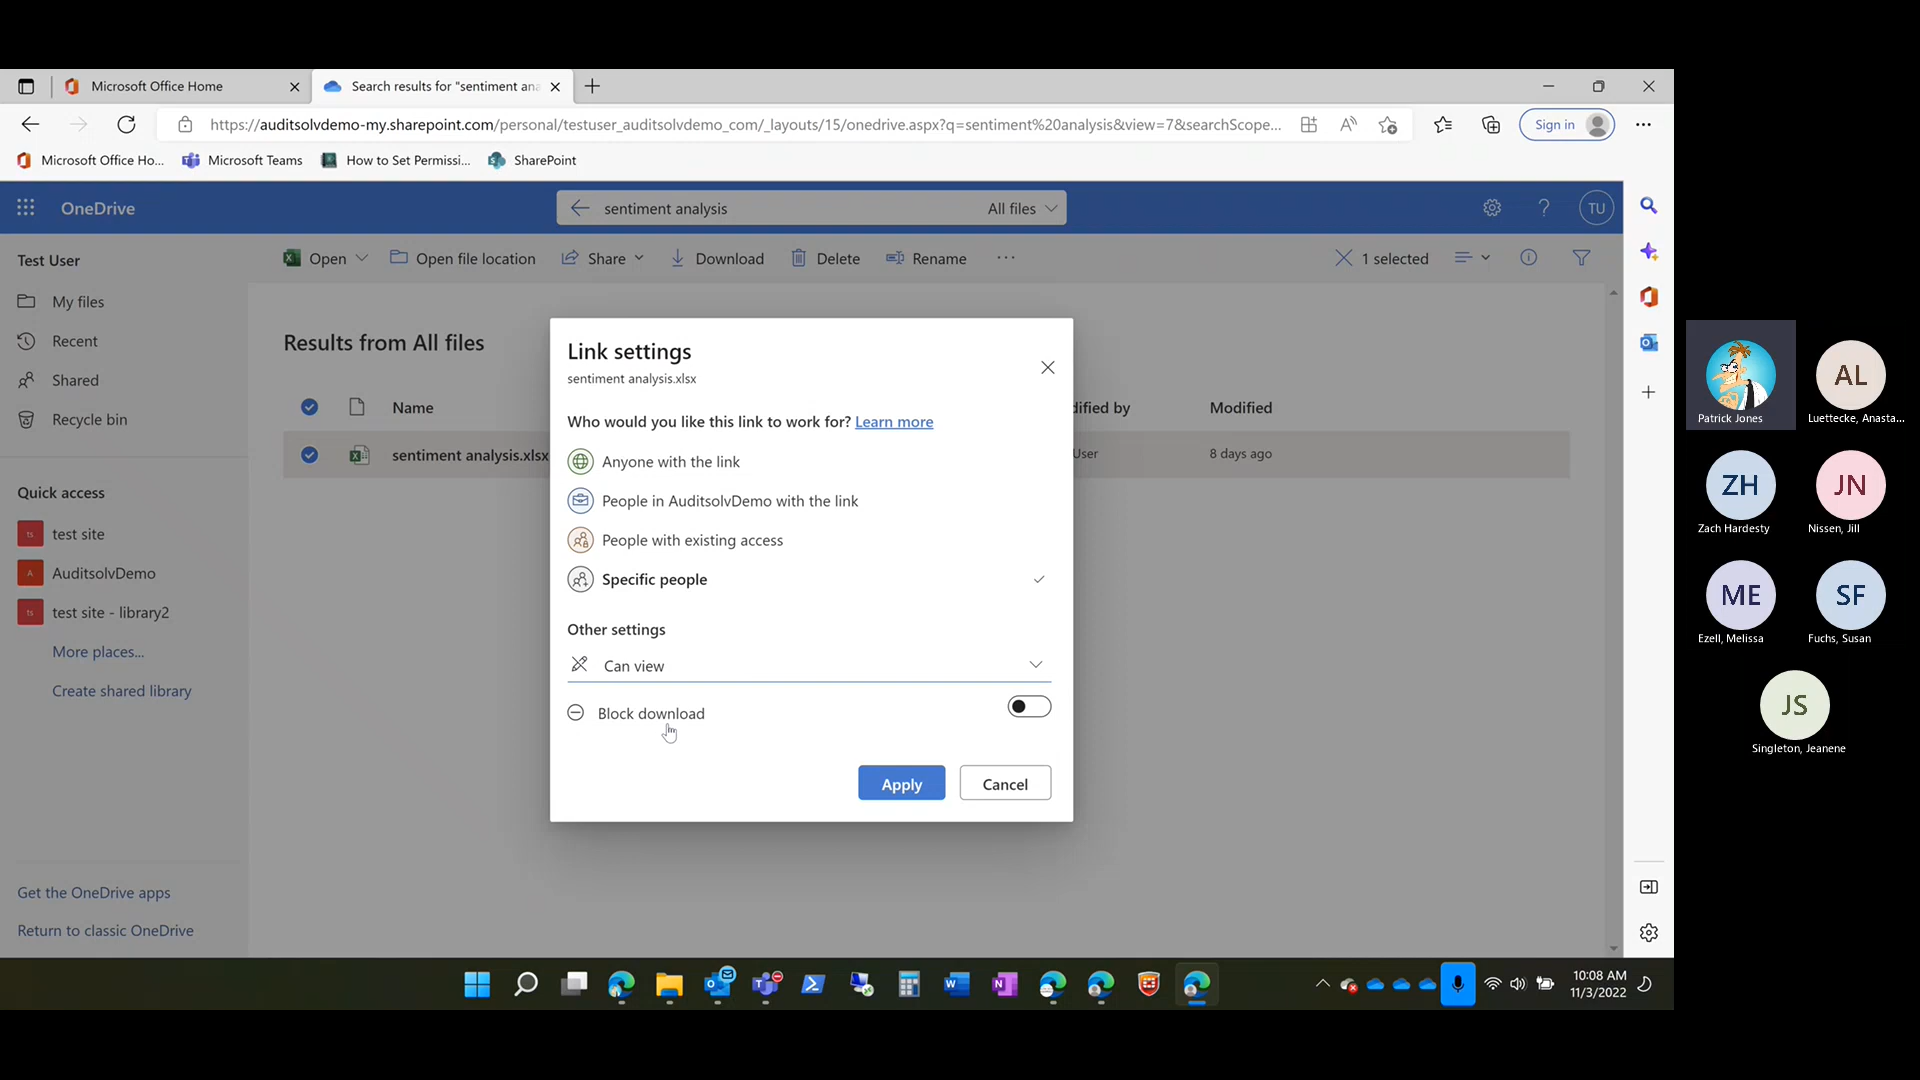 Microsoft Office Home
Search results for "sentiment ana
https://auditsolvdemo-my.sharepoint.com/personal/testuser_auditsolvdemo_com/_layouts/15/onedrive.aspx?q=sentiment%20analysis&view=7&searchScope...
Sign in
Microsoft Office Ho...
Microsoft Teams
How to Set Permissi...
SharePoint
OneDrive
sentiment analysis
All files
TU
Test User
Open
Open file location
Share
Download
Delete
Rename
1 selected
My files
Recent
Shared
Recycle bin
Quick access
ts
test site
A
AuditsolvDemo
ts
test site - library2
More places...
Create shared library
Get the OneDrive apps
Return to classic OneDrive
Results from All files
Name
dified by
Modified
sentiment analysis.xlsx
User
8 days ago
Link settings
sentiment analysis.xlsx
Who would you like this link to work for? Learn more
Anyone with the link
People in AuditsolvDemo with the link
People with existing access
Specific people
Other settings
Can view
Block download
Apply
Cancel
10:08 AM
11/3/2022
Patrick Jones
AL
Luettecke, Anasta...
ZH
Zach Hardesty
JN
Nissen, Jill
ME
Ezell, Melissa
SF
Fuchs, Susan
JS
Singleton, Jeanene